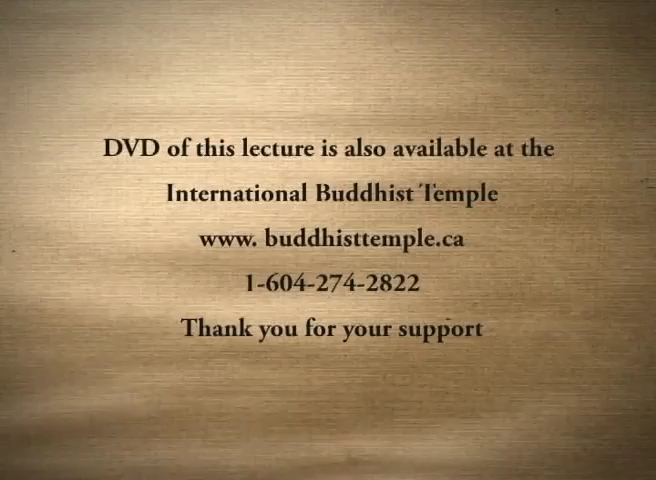 DVD of this lecture is also available at the
International Buddhist Temple
www. buddhisttemple.ca
1-604-274-2822
Thank you for your support